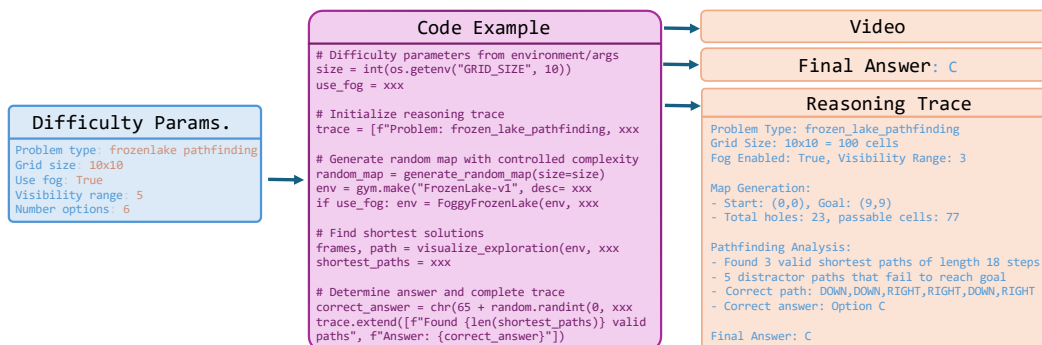 Difficulty Params.
Problem type: frozenlake pathfinding
Grid size: 10x10
Use fog: True
Visibility range: 5
Number options: 6
Code Example
# Difficulty parameters from environment/args
size = int(os.getenv("GRID_SIZE", 10))
use_fog = xxx
# Initialize reasoning trace
trace = [f"Problem: frozen_lake_pathfinding, xxx
# Generate random map with controlled complexity
random_map = generate_random_map(size=size)
env = gym.make("FrozenLake-v1", desc= xxx
if use_fog: env = FoggyFrozenLake(env, xxx
# Find shortest solutions
frames, path = visualize_exploration(env, xxx
shortest_paths = xxx
# Determine answer and complete trace
correct_answer = chr(65 + random.randint(0, xxx
trace.extend([f"Found {len(shortest_paths)} valid
paths", f"Answer: {correct_answer}"])
Video
Final Answer: C
Reasoning Trace
Problem Type: frozen_lake_pathfinding
Grid Size: 10x10 = 100 cells
Fog Enabled: True, Visibility Range: 3
Map Generation:
- Start: (0,0), Goal: (9,9)
- Total holes: 23, passable cells: 77
Pathfinding Analysis:
- Found 3 valid shortest paths of length 18 steps
- 5 distractor paths that fail to reach goal
- Correct path: DOWN,DOWN,RIGHT,RIGHT,DOWN,RIGHT
- Correct answer: Option C
Final Answer: C